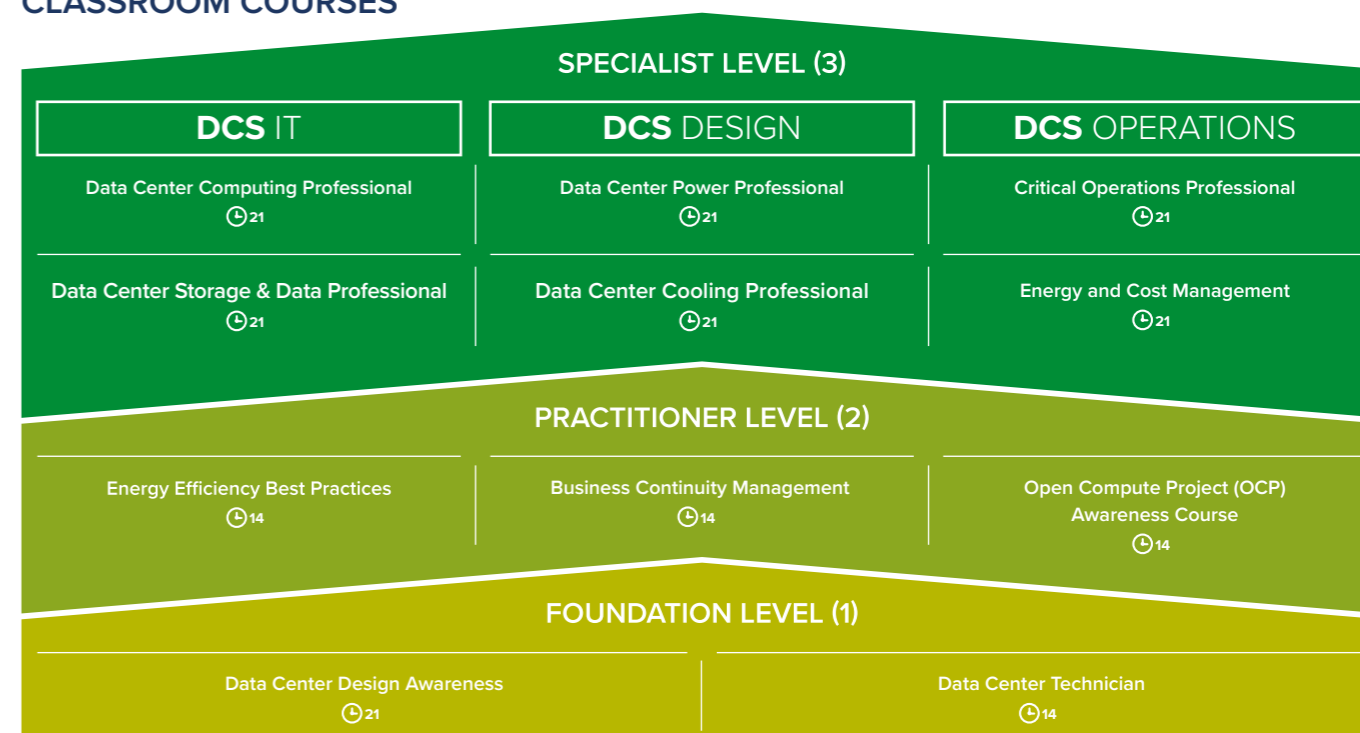 CLASSROOM COURSES
SPECIALIST LEVEL (3)
DCS IT
DCS DESIGN
DCS OPERATIONS
Data Center Computing Professional
21
Data Center Power Professional
21
Critical Operations Professional
21
Data Center Storage & Data Professional
21
Data Center Cooling Professional
21
Energy and Cost Management
21
PRACTITIONER LEVEL (2)
Energy Efficiency Best Practices
14
Business Continuity Management
14
Open Compute Project (OCP)
Awareness Course
14
FOUNDATION LEVEL (1)
Data Center Design Awareness
21
Data Center Technician
14